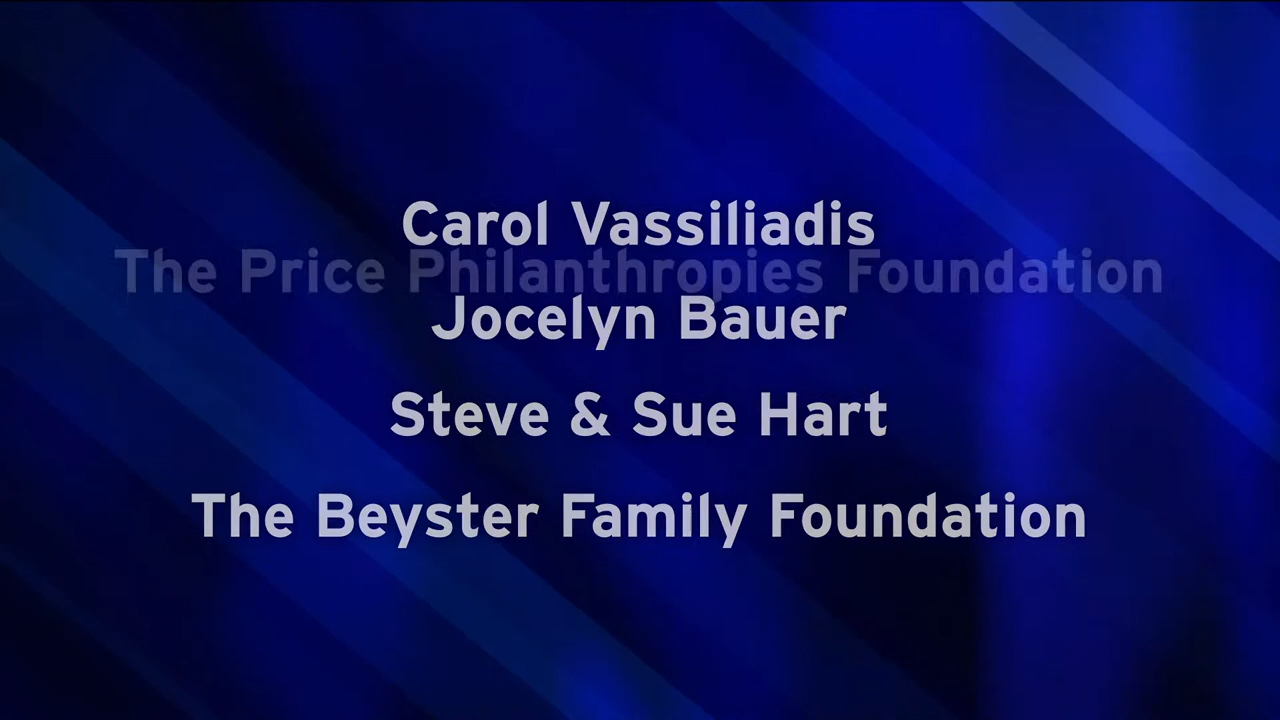 Carol Vassiliadis
The Price Philanthropies Foundation
Jocelyn Bauer
Steve & Sue Hart
The Beyster Family Foundation